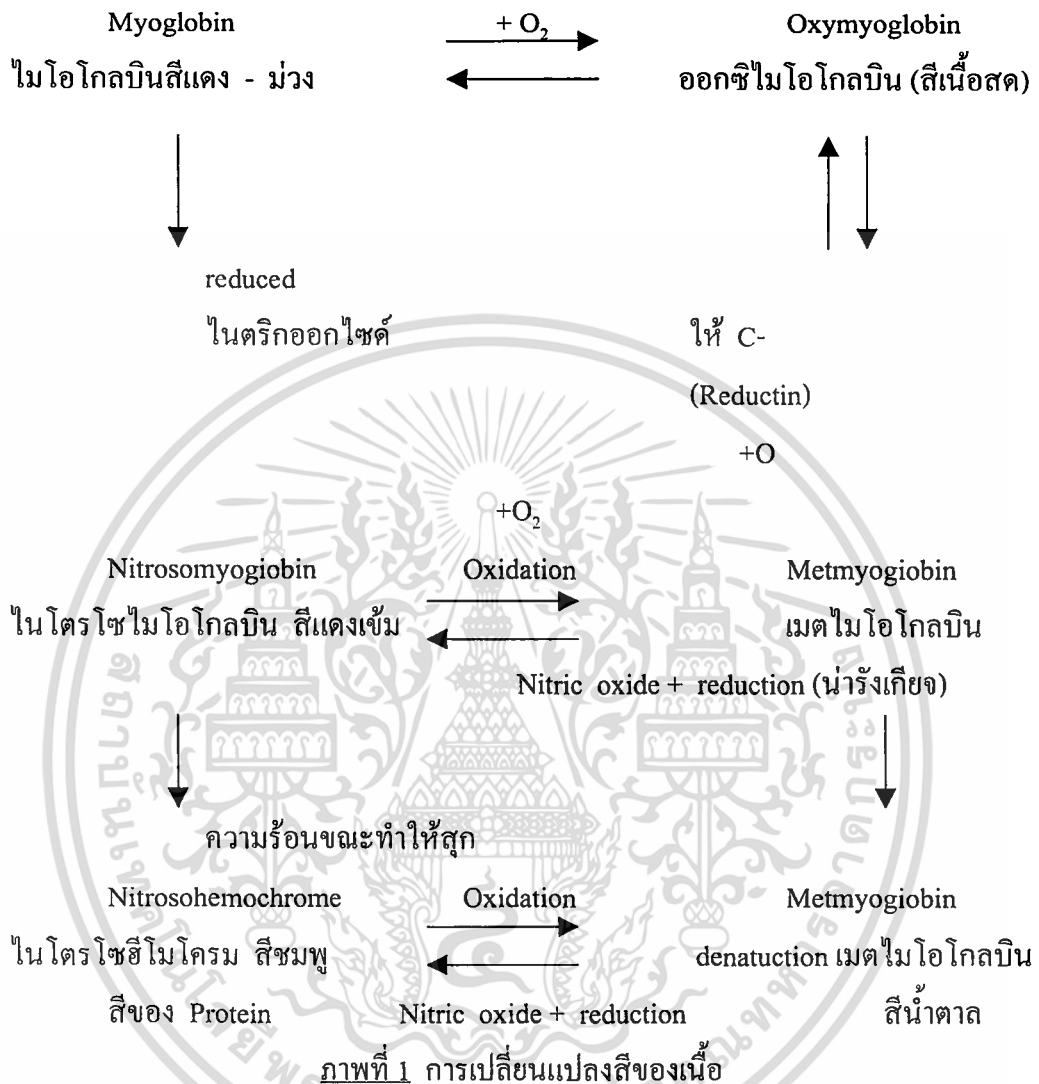 Myoglobin + O2 Oxymyoglobin
ไมโอโกลบินสีแดง - ม่วง ออกซิไมโอโกลบิน (สีเนื้อสด)
reduced
ไนตริกออกไซด์ ให้ C-
(Reductin)
+O
+O2
Nitrosomyogiobin Oxidation Metmyogiobin
ไนโตรโซไมโอโกลบิน สีแดงเข้ม เมตไมโอโกลบิน
Nitric oxide + reduction (น่ารังเกียจ)
ความร้อนขณะทำให้สุก
Nitrosohemochrome Oxidation Metmyogiobin
ไนโตรโซฮีโมโครม สีชมพู denatuction เมตไมโอโกลบิน
สีของ Protein Nitric oxide + reduction สีน้ำตาล
ภาพที่ 1 การเปลี่ยนแปลงสีของเนื้อ